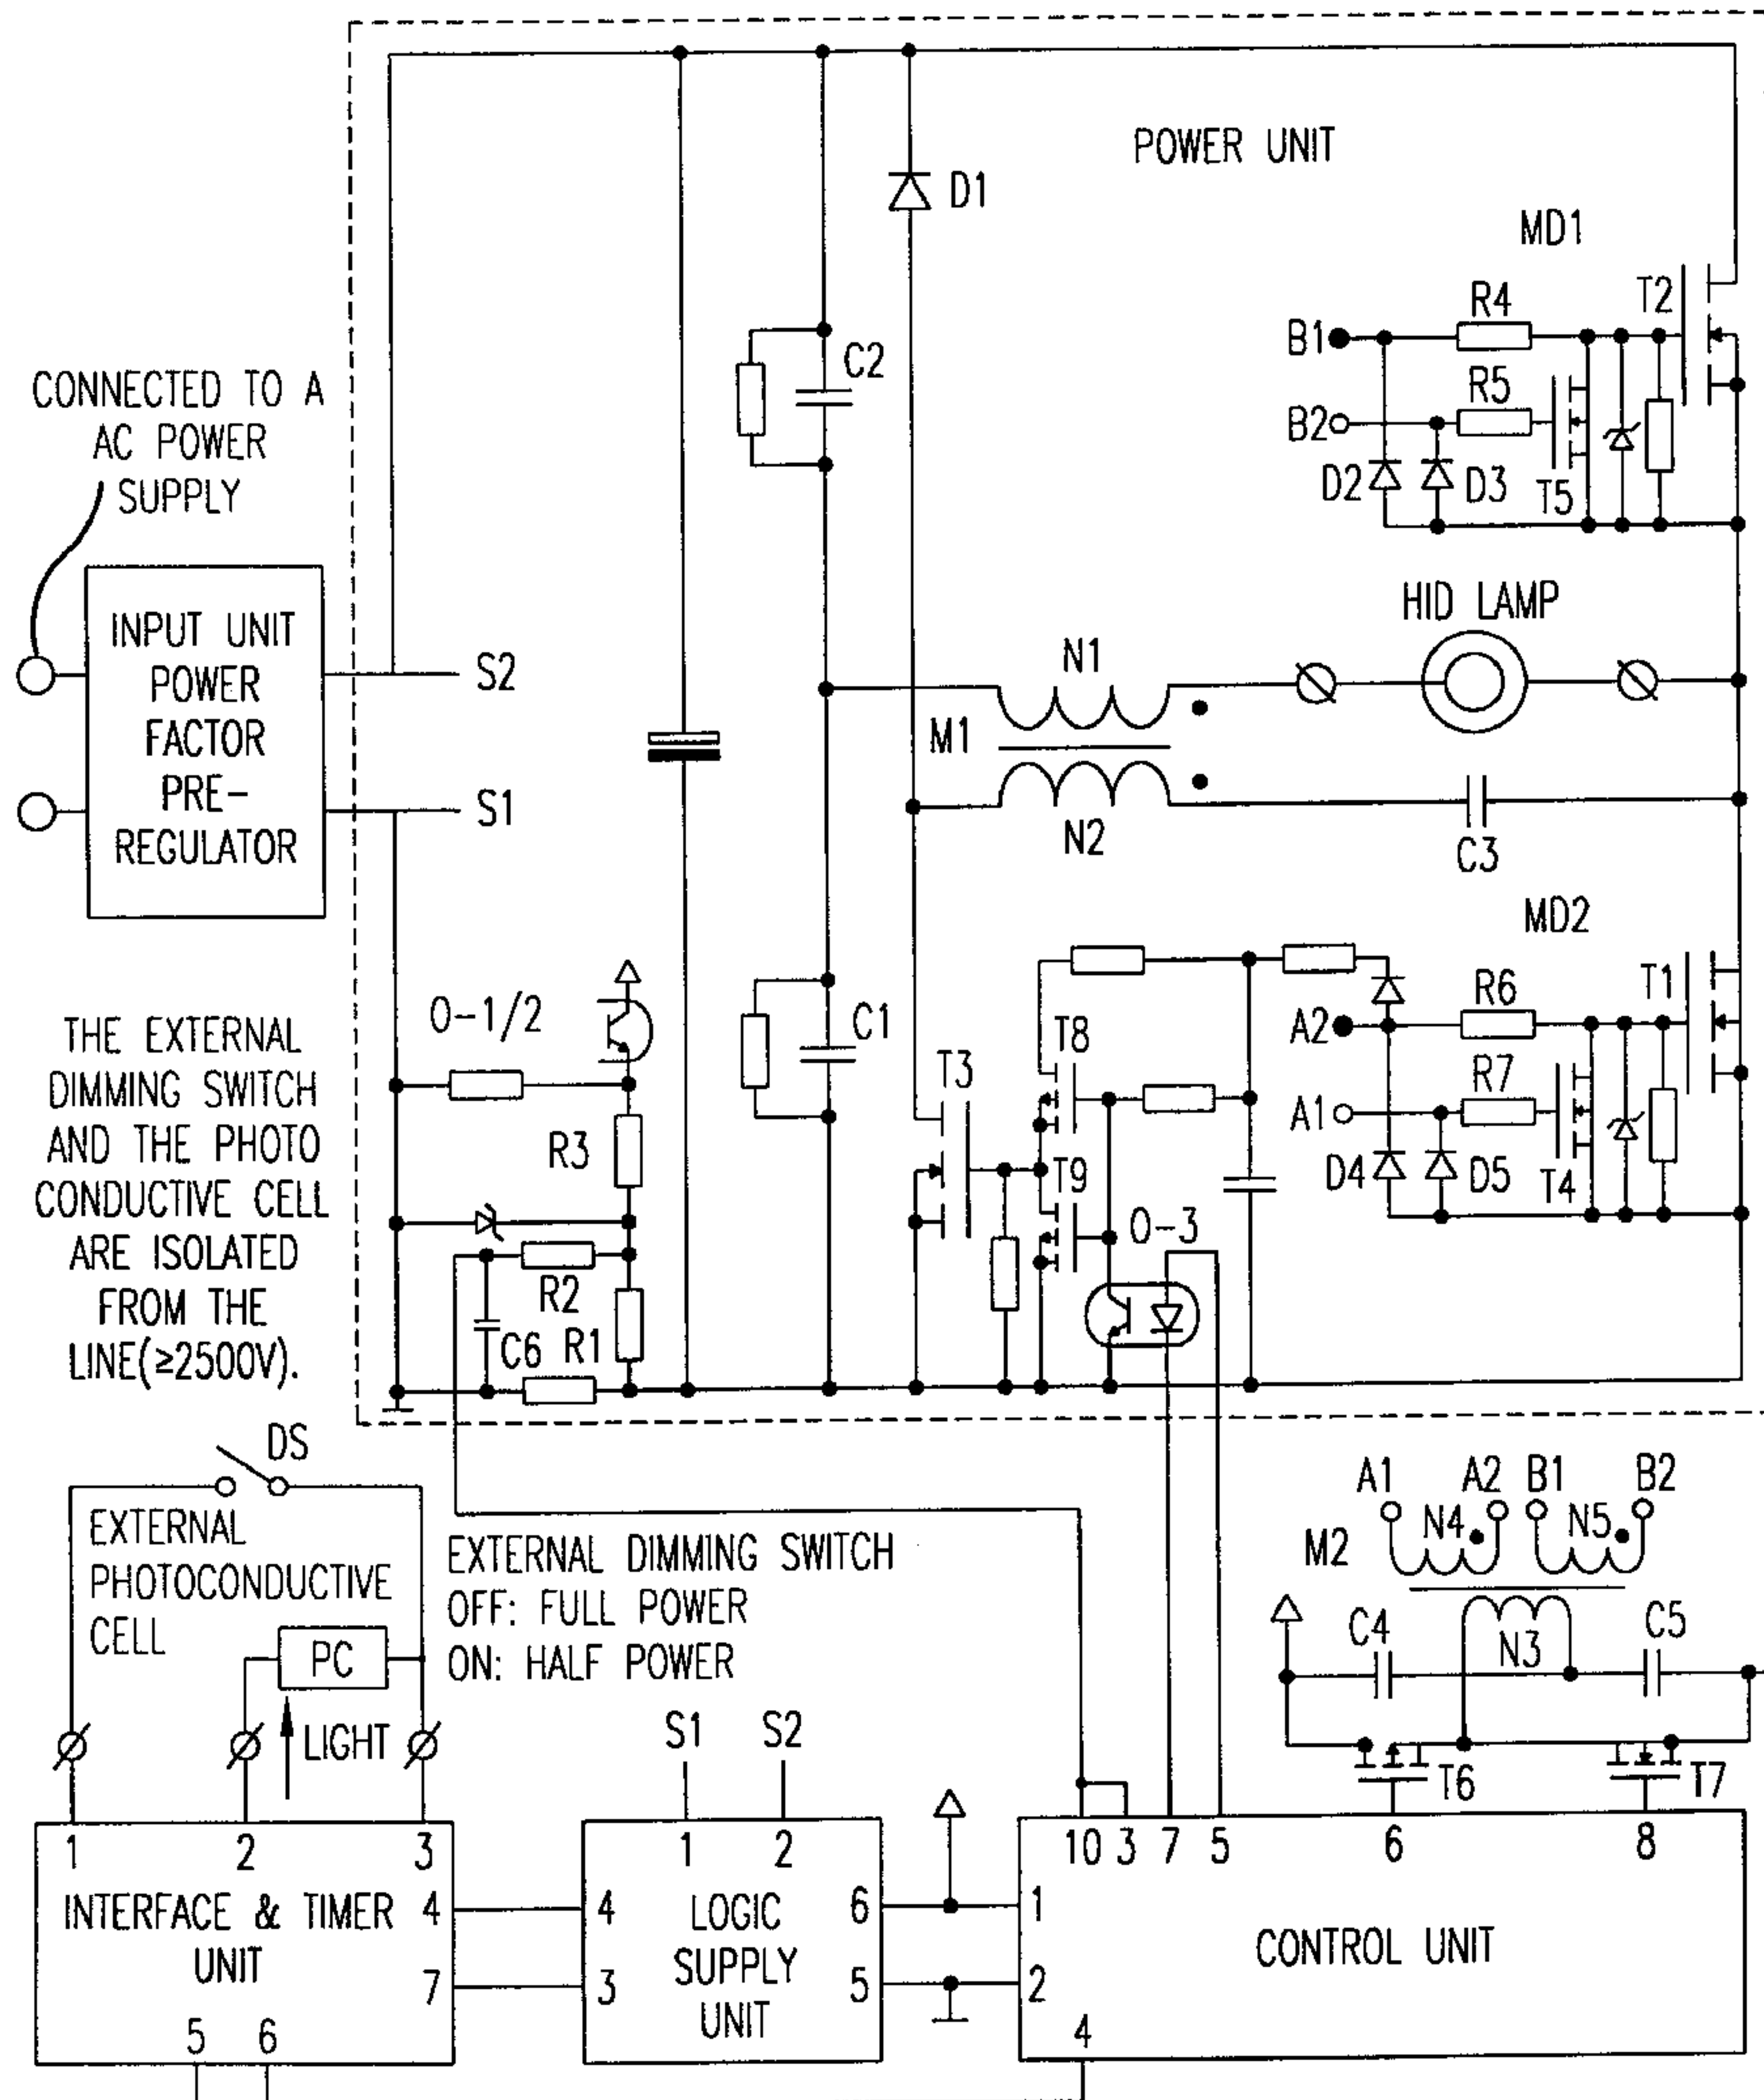 POWER UNIT
D1
MD1
T2
R4
B1
C2
R5
B2
D2
D3
T5
CONNECTED TO A
AC POWER
SUPPLY
INPUT UNIT
POWER
FACTOR
PRE-
REGULATOR
S2
S1
N1
HID LAMP
M1
N2
C3
MD2
T1
R6
A2
R7
A1
D4
D5
T4
O-1/2
C1
T3
T8
T9
O-3
R3
R2
C6
R1
THE EXTERNAL
DIMMING SWITCH
AND THE PHOTO
CONDUCTIVE CELL
ARE ISOLATED
FROM THE
LINE(≥2500V).
DS
EXTERNAL
PHOTOCONDUCTIVE
CELL
PC
LIGHT
EXTERNAL DIMMING SWITCH
OFF: FULL POWER
ON: HALF POWER
A1 A2 B1 B2
M2
N4
N5
C4
N3
C5
T6
T7
S1 S2
1 2 3
INTERFACE & TIMER
UNIT
4
7
5 6
1 2
4
3
LOGIC
SUPPLY
UNIT
6
5
10 3 7 5 6 8
1
2
CONTROL UNIT
4